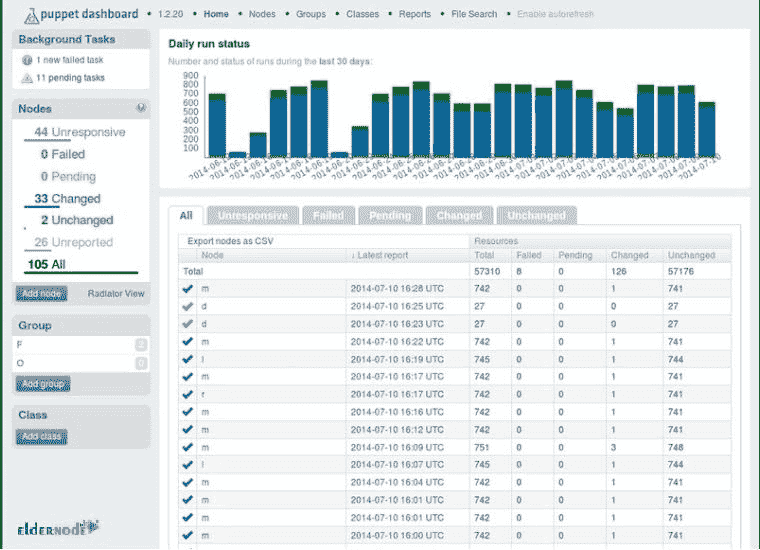 puppet dashboard • 1.2.20 • Home • Nodes • Groups • Classes • Reports • File Search • Enable autorefresh
Background Tasks
1 new failed task
11 pending tasks
Nodes
44 Unresponsive
0 Failed
0 Pending
33 Changed
2 Unchanged
26 Unreported
105 All
Add node Radiator View
Group
F 2
O 0
Add group
Class
Add class
ELDERNODE
Daily run status
Number and status of runs during the last 30 days:
900
800
700
600
500
400
300
200
100
All Unresponsive Failed Pending Changed Unchanged
Export nodes as CSV Resources
Node ↓ Latest report Total Failed Pending Changed Unchanged
Total 57310 8 0 126 57176
m 2014-07-10 16:28 UTC 742 0 0 1 741
d 2014-07-10 16:25 UTC 27 0 0 0 27
d 2014-07-10 16:23 UTC 27 0 0 0 27
m 2014-07-10 16:22 UTC 742 0 0 1 741
l 2014-07-10 16:19 UTC 745 0 0 1 744
m 2014-07-10 16:17 UTC 742 0 0 1 741
r 2014-07-10 16:17 UTC 742 0 0 1 741
m 2014-07-10 16:16 UTC 742 0 0 1 741
m 2014-07-10 16:12 UTC 742 0 0 1 741
m 2014-07-10 16:09 UTC 751 0 0 3 748
l 2014-07-10 16:07 UTC 745 0 0 1 744
m 2014-07-10 16:04 UTC 742 0 0 1 741
m 2014-07-10 16:01 UTC 742 0 0 1 741
m 2014-07-10 16:01 UTC 742 0 0 1 741
m 2014-07-10 16:00 UTC 742 0 0 1 741